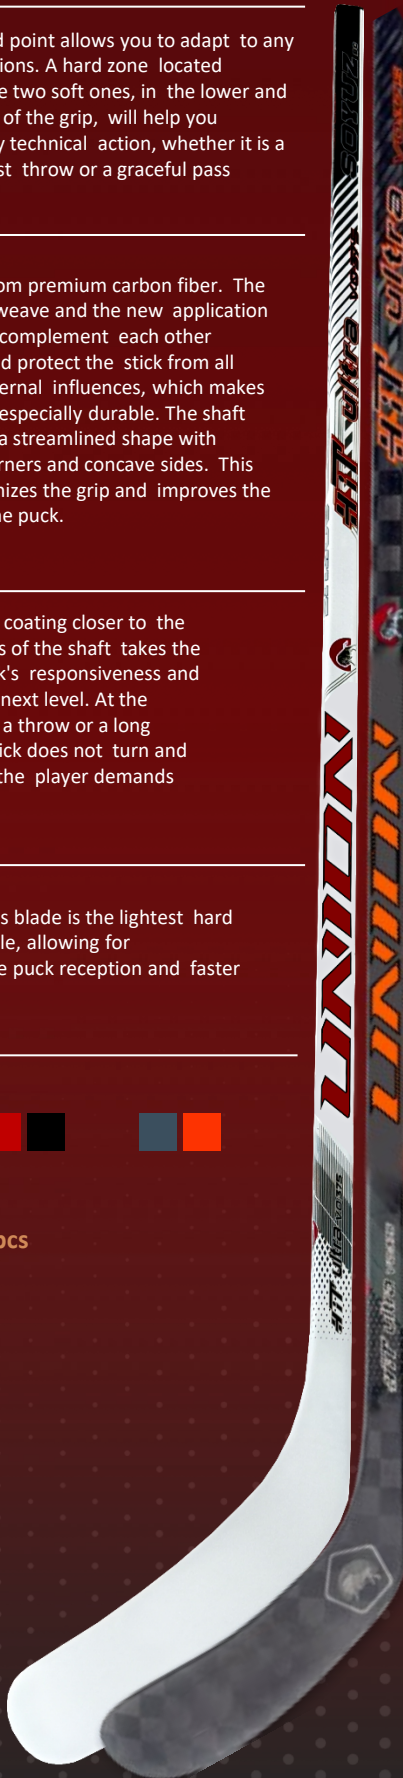 d point allows you to adapt to any
ions. A hard zone located
e two soft ones, in the lower and
of the grip, will help you
y technical action, whether it is a
st throw or a graceful pass
om premium carbon fiber. The
weave and the new application
complement each other
d protect the stick from all
ernal influences, which makes
especially durable. The shaft
a streamlined shape with
rners and concave sides. This
nizes the grip and improves the
ne puck.
coating closer to the
s of the shaft takes the
k's responsiveness and
next level. At the
a throw or a long
ick does not turn and
the player demands
s blade is the lightest hard
le, allowing for
e puck reception and faster
pcs
UNION
UNION
ultra
ultra